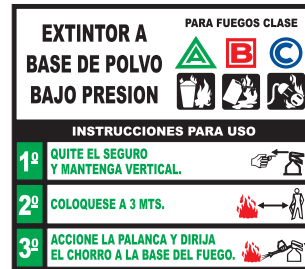 EXTINTOR A
BASE DE POLVO
BAJO PRESION
PARA FUEGOS CLASE
A B C
INSTRUCCIONES PARA USO
1º QUITE EL SEGURO
Y MANTENGA VERTICAL.
2º COLOQUESE A 3 MTS.
3º ACCIONE LA PALANCA Y DIRIJA
EL CHORRO A LA BASE DEL FUEGO.